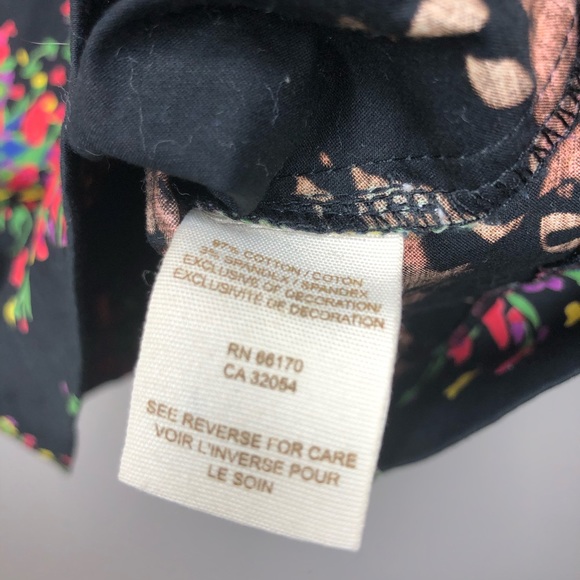 97% COTTON / COTON
3% SPANDEX / SPANDEX
EXCLUSIVE OF DECORATION/
EXCLUSIVITÉ DE DECORATION
RN 66170
CA 32054
SEE REVERSE FOR CARE
VOIR L'INVERSE POUR
LE SOIN